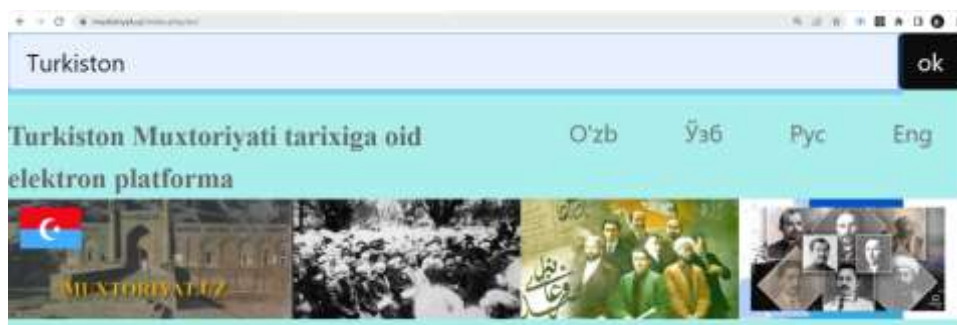 Turkiston
ok
Turkiston Muxtoriyati tarixiga oid
elektron platforma
O'zb Ўзб Рус Eng
MUXTORIYAT.UZ